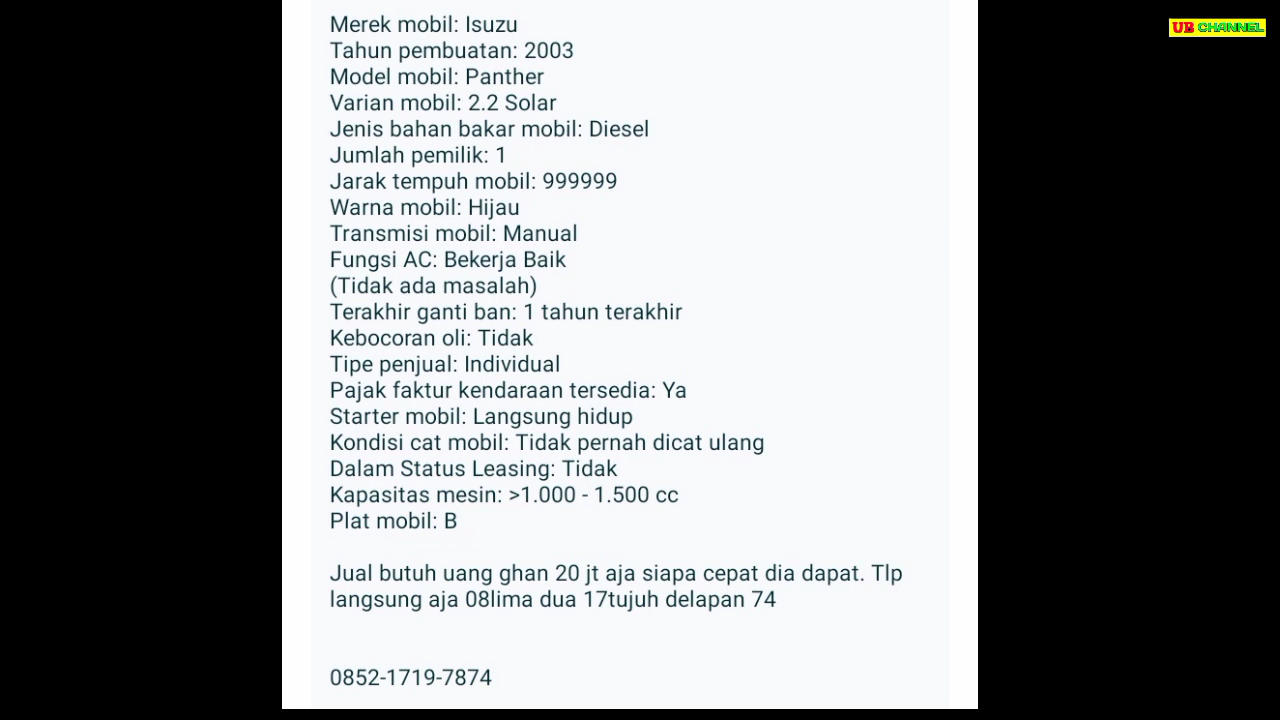 UB CHANNEL
Merek mobil: Isuzu
Tahun pembuatan: 2003
Model mobil: Panther
Varian mobil: 2.2 Solar
Jenis bahan bakar mobil: Diesel
Jumlah pemilik: 1
Jarak tempuh mobil: 999999
Warna mobil: Hijau
Transmisi mobil: Manual
Fungsi AC: Bekerja Baik
(Tidak ada masalah)
Terakhir ganti ban: 1 tahun terakhir
Kebocoran oli: Tidak
Tipe penjual: Individual
Pajak faktur kendaraan tersedia: Ya
Starter mobil: Langsung hidup
Kondisi cat mobil: Tidak pernah dicat ulang
Dalam Status Leasing: Tidak
Kapasitas mesin: >1.000 - 1.500 cc
Plat mobil: B
Jual butuh uang ghan 20 jt aja siapa cepat dia dapat. Tlp
langsung aja 08lima dua 17tujuh delapan 74
0852-1719-7874